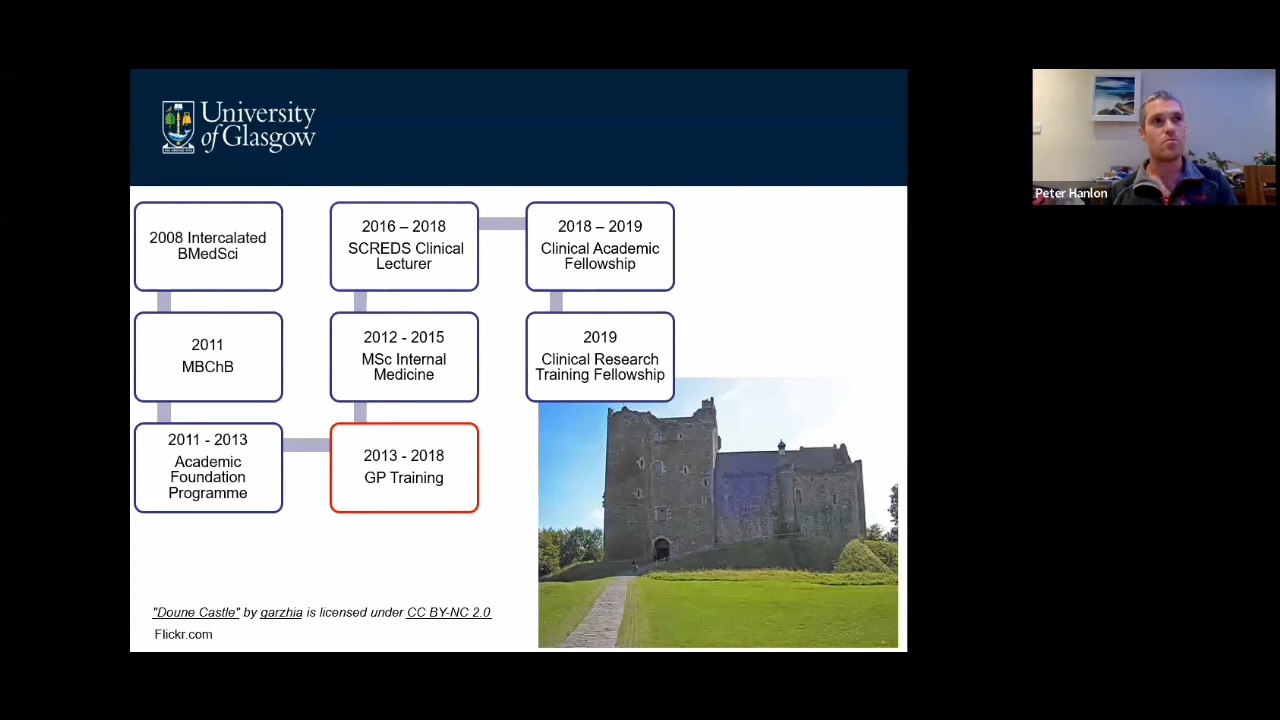 University
of Glasgow
2008 Intercalated
BMedSci
2011
MBChB
2011 - 2013
Academic
Foundation
Programme
2016 – 2018
SCREDS Clinical
Lecturer
2012 - 2015
MSc Internal
Medicine
2013 - 2018
GP Training
2018 – 2019
Clinical Academic
Fellowship
2019
Clinical Research
Training Fellowship
"Doune Castle" by garzhia is licensed under CC BY-NC 2.0
Flickr.com
Peter Hanlon